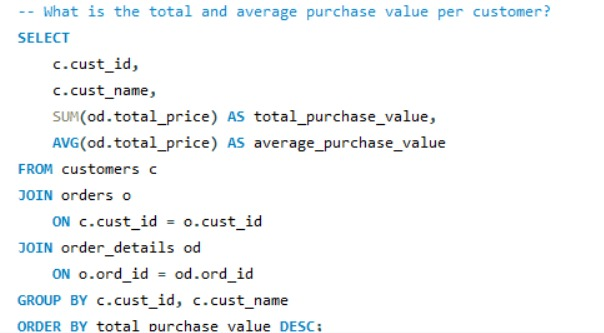 -- What is the total and average purchase value per customer?
SELECT
    c.cust_id,
    c.cust_name,
    SUM(od.total_price) AS total_purchase_value,
    AVG(od.total_price) AS average_purchase_value
FROM customers c
JOIN orders o
    ON c.cust_id = o.cust_id
JOIN order_details od
    ON o.ord_id = od.ord_id
GROUP BY c.cust_id, c.cust_name
ORDER BY total_purchase_value DESC;